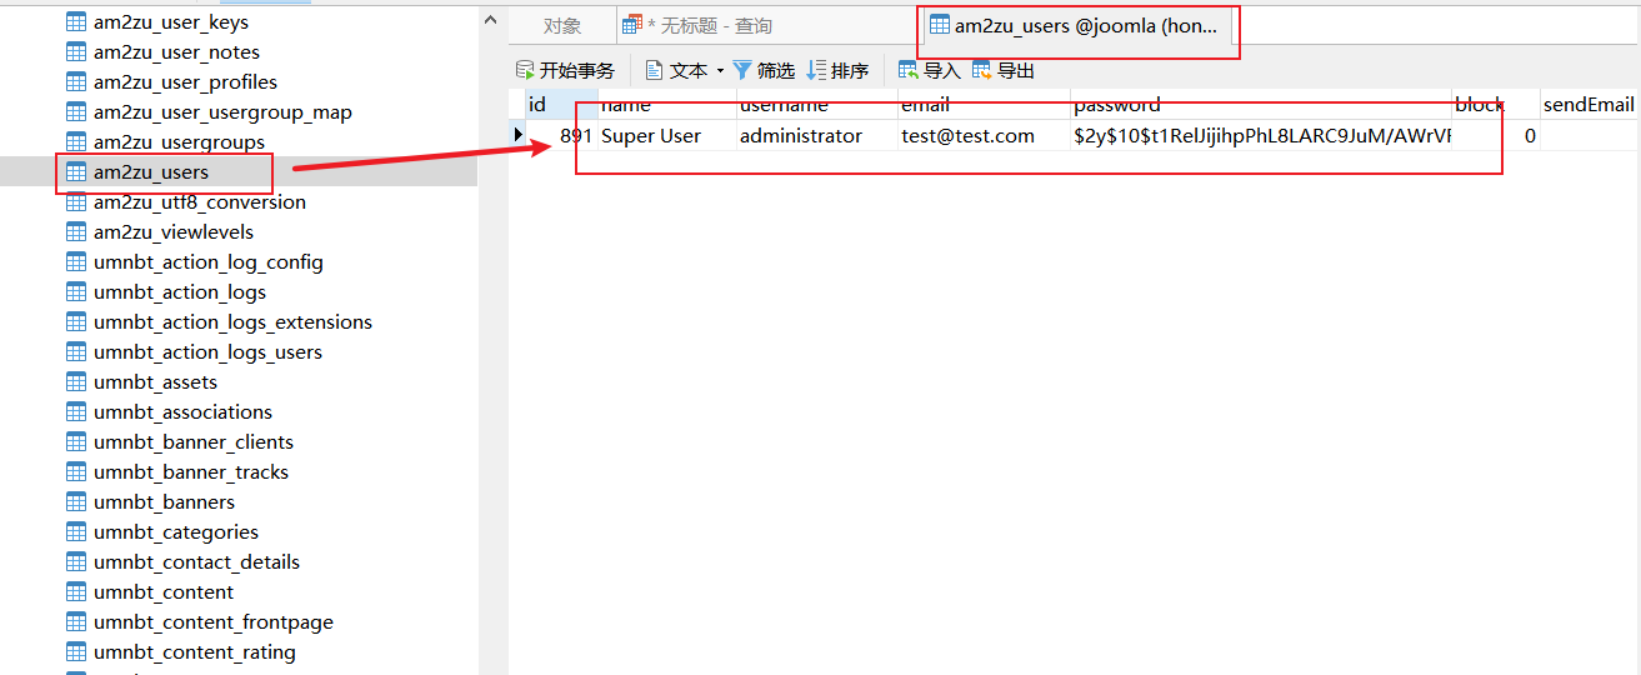 am2zu_user_keys
am2zu_user_notes
am2zu_user_profiles
am2zu_user_usergroup_map
am2zu_usergroups
am2zu_users
am2zu_utf8_conversion
am2zu_viewlevels
umnbt_action_log_config
umnbt_action_logs
umnbt_action_logs_extensions
umnbt_action_logs_users
umnbt_assets
umnbt_associations
umnbt_banner_clients
umnbt_banner_tracks
umnbt_banners
umnbt_categories
umnbt_contact_details
umnbt_content
umnbt_content_frontpage
umnbt_content_rating
对象 * 无标题 - 查询 am2zu_users @joomla (hon...
开始事务 文本 筛选 排序 导入 导出
id name username email password block sendEmail
891 Super User administrator test@test.com $2y$10$t1RelJijihpPhL8LARC9JuM/AWrVF 0